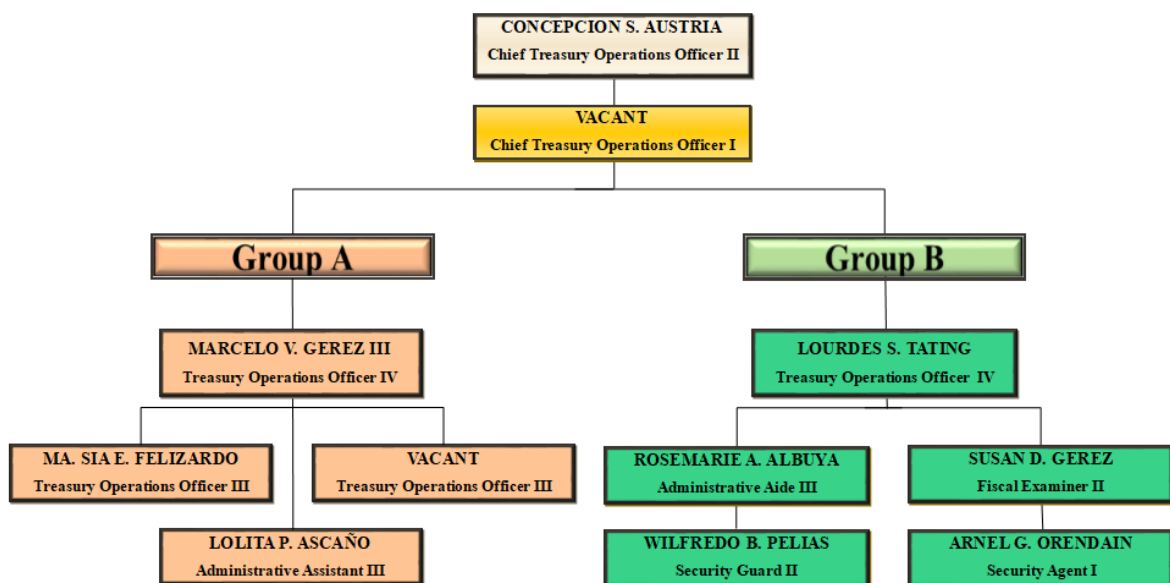 CONCEPCION S. AUSTRIA
Chief Treasury Operations Officer II
VACANT
Chief Treasury Operations Officer I
Group A
Group B
MARCELO V. GEREZ III
Treasury Operations Officer IV
LOURDES S. TATING
Treasury Operations Officer IV
MA. SIA E. FELIZARDO
Treasury Operations Officer III
VACANT
Treasury Operations Officer III
ROSEMARIE A. ALBUYA
Administrative Aide III
SUSAN D. GEREZ
Fiscal Examiner II
LOLITA P. ASCAÑO
Administrative Assistant III
WILFREDO B. PELIAS
Security Guard II
ARNEL G. ORENDAIN
Security Agent I